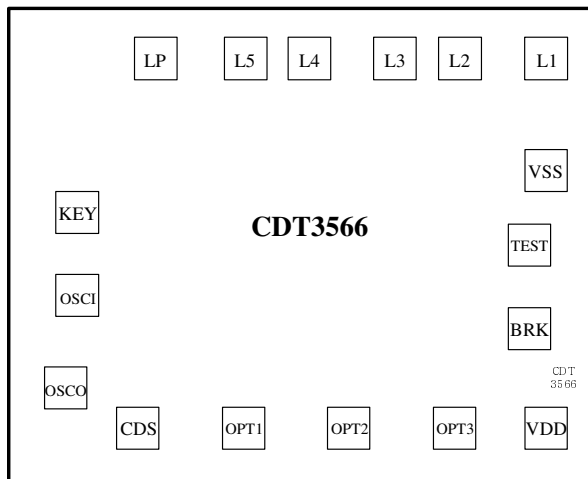 LP L5 L4 L3 L2 L1
VSS
KEY
CDT3566
TEST
OSCI
BRK
CDT
3566
OSCO
CDS OPT1 OPT2 OPT3 VDD